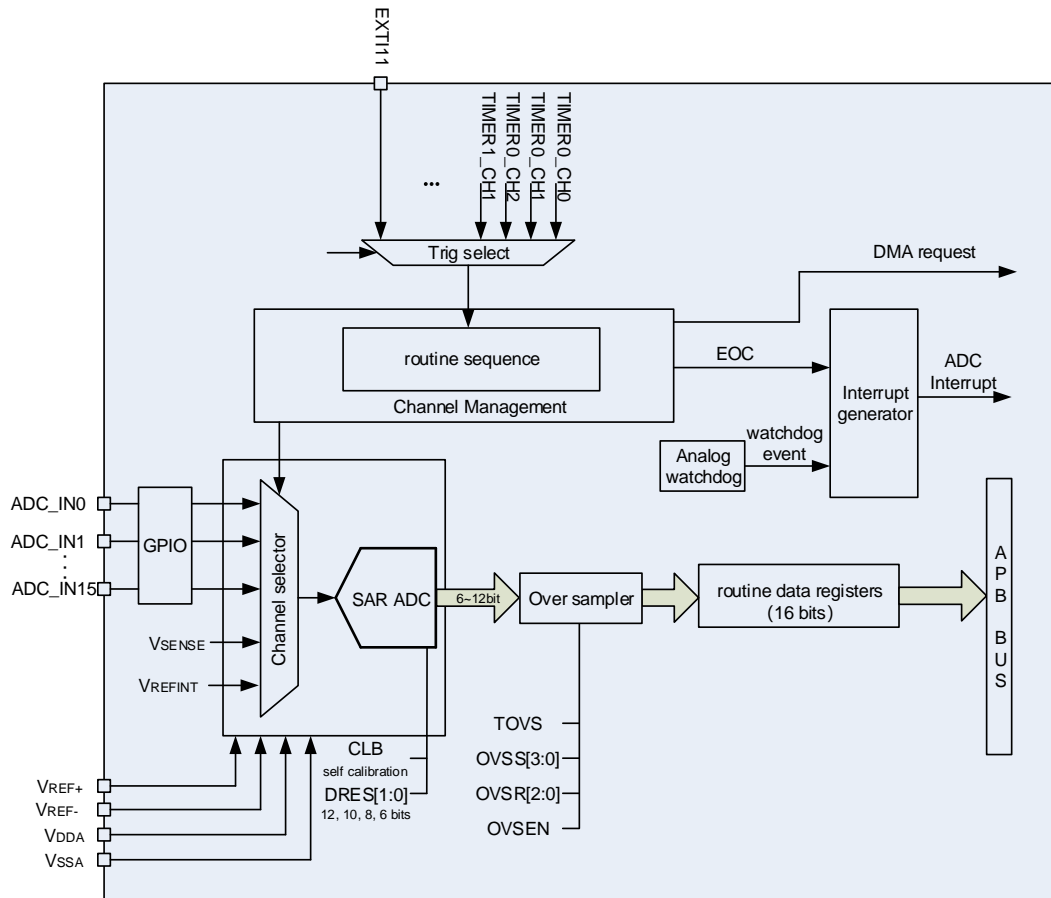 EXTI11
TIMER1_CH1
TIMER0_CH2
TIMER0_CH1
TIMER0_CH0
...
Trig select
DMA request
routine sequence
Channel Management
EOC
Interrupt
generator
ADC
Interrupt
Analog
watchdog
watchdog
event
ADC_IN0
ADC_IN1
ADC_IN15
GPIO
VSENSE
VREFINT
Channel selector
SAR ADC
6~12bit
Over sampler
routine data registers
(16 bits)
APB BUS
CLB
self calibration
DRES[1:0]
12, 10, 8, 6 bits
TOVS
OVSS[3:0]
OVSR[2:0]
OVSEN
VREF+
VREF-
VDDA
VSSA